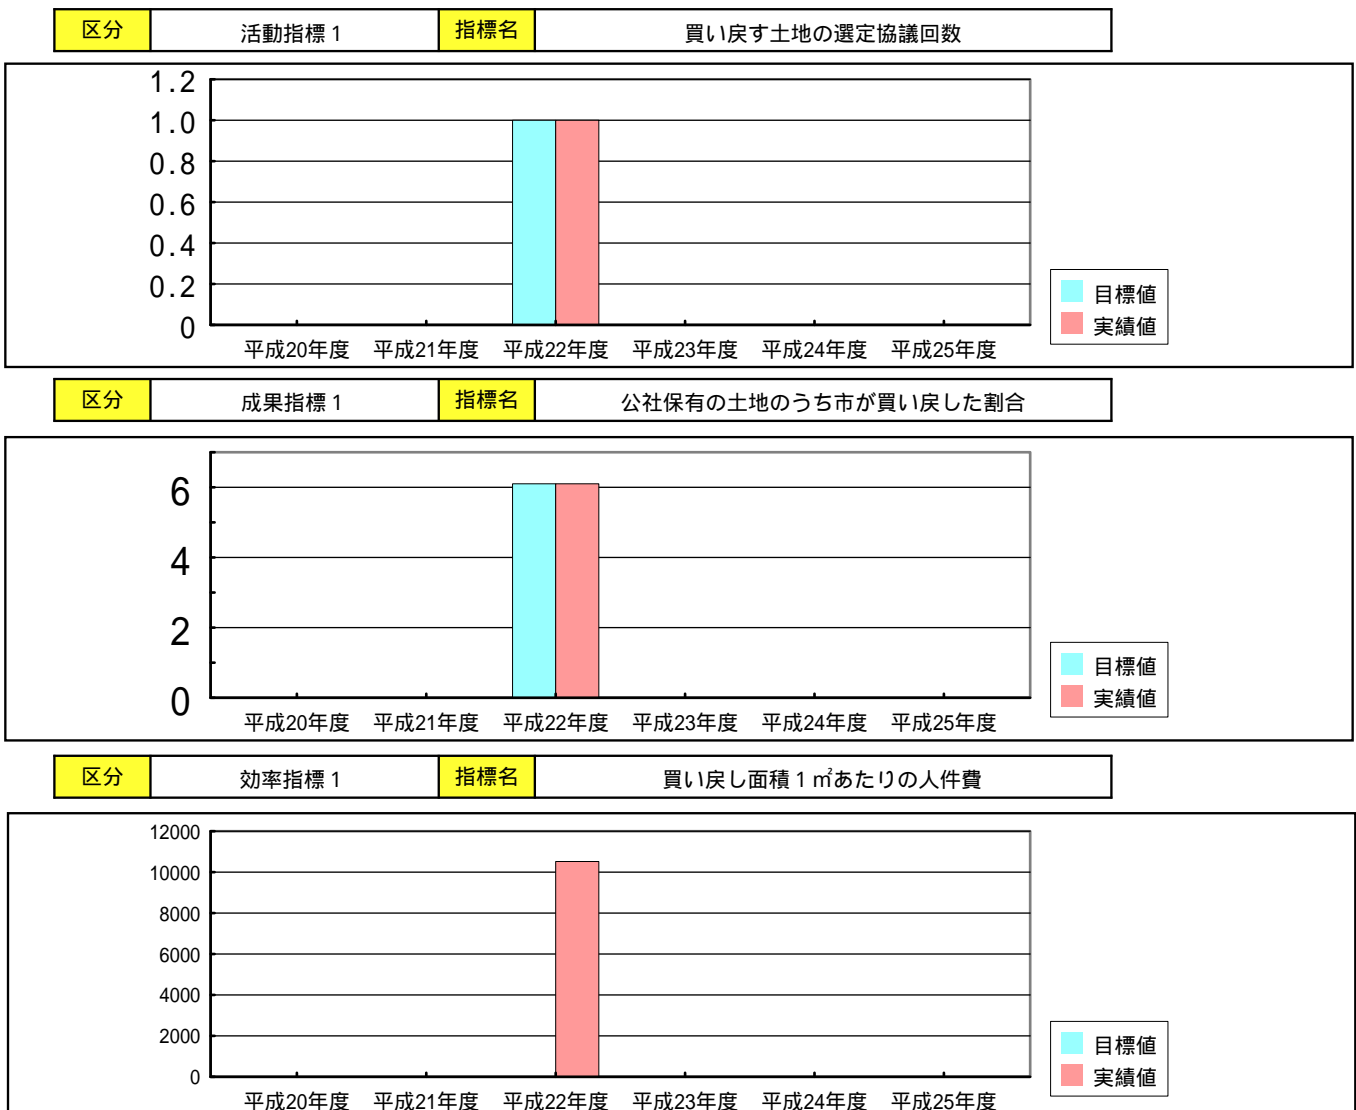 区分 活動指標１ 指標名 買い戻す土地の選定協議回数
1.2
1.0
0.8
0.6
0.4
0.2
0
平成20年度 平成21年度 平成22年度 平成23年度 平成24年度 平成25年度
目標値
実績値
区分 成果指標１ 指標名 公社保有の土地のうち市が買い戻した割合
6
4
2
0
平成20年度 平成21年度 平成22年度 平成23年度 平成24年度 平成25年度
目標値
実績値
区分 効率指標１ 指標名 買い戻し面積１㎡あたりの人件費
12000
10000
8000
6000
4000
2000
0
平成20年度 平成21年度 平成22年度 平成23年度 平成24年度 平成25年度
目標値
実績値